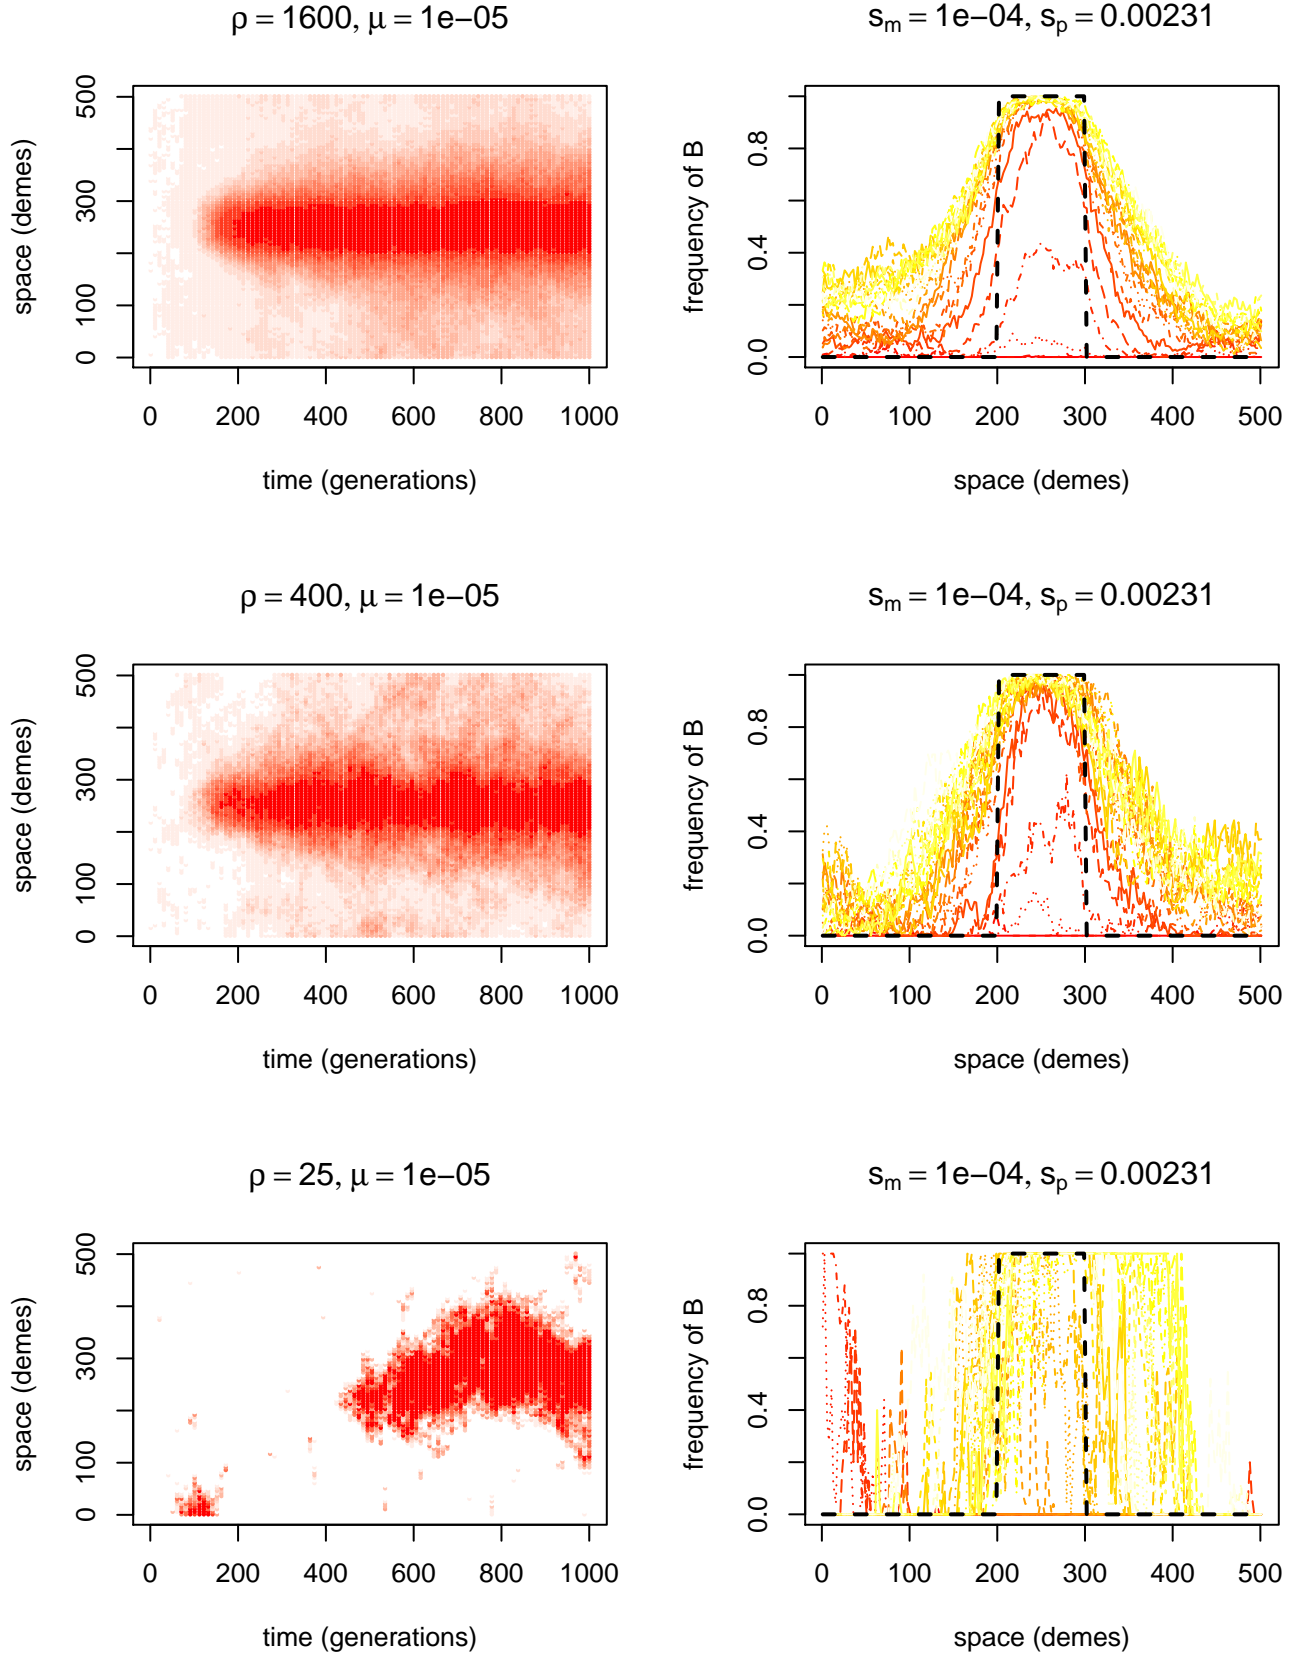 ρ = 1600, μ = 1e−05
space (demes)
0 100 300 500
0 200 400 600 800 1000
time (generations)
s_m = 1e−04, s_p = 0.00231
frequency of B
0.0 0.4 0.8
0 100 200 300 400 500
space (demes)
ρ = 400, μ = 1e−05
space (demes)
0 100 300 500
0 200 400 600 800 1000
time (generations)
s_m = 1e−04, s_p = 0.00231
frequency of B
0.0 0.4 0.8
0 100 200 300 400 500
space (demes)
ρ = 25, μ = 1e−05
space (demes)
0 100 300 500
0 200 400 600 800 1000
time (generations)
s_m = 1e−04, s_p = 0.00231
frequency of B
0.0 0.4 0.8
0 100 200 300 400 500
space (demes)